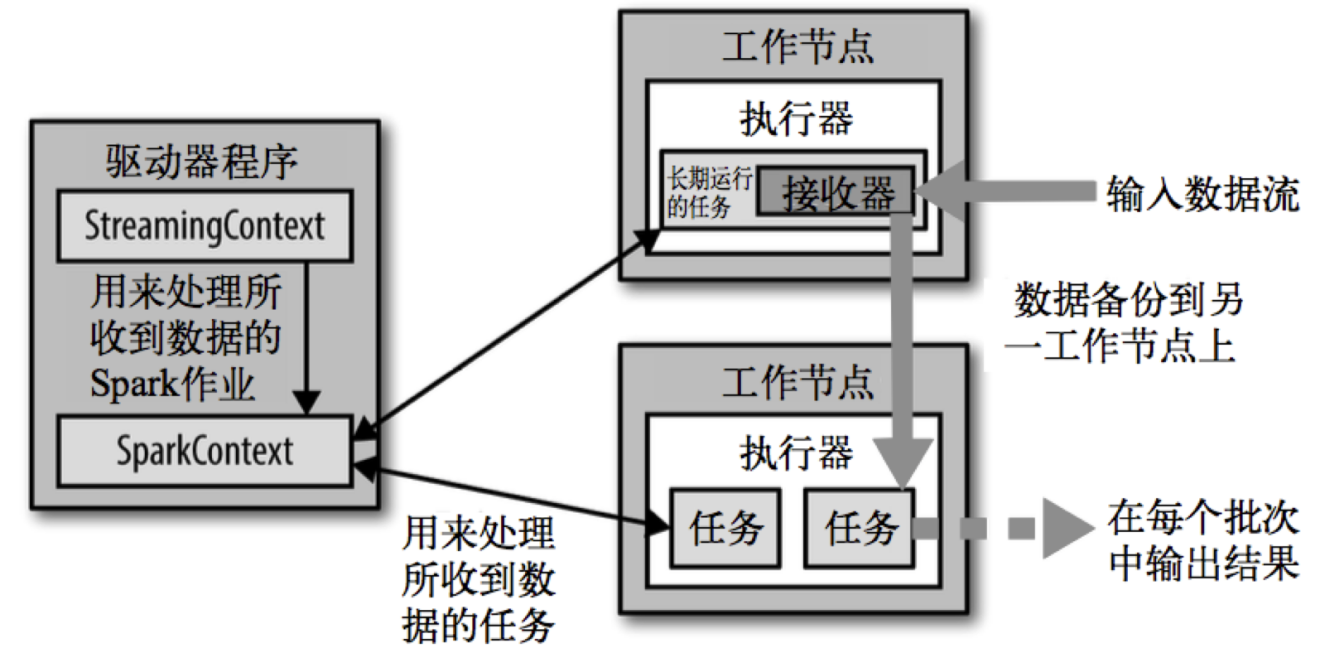 驱动器程序
StreamingContext
用来处理所
收到数据的
Spark作业
SparkContext
用来处理
所收到数
据的任务
工作节点
执行器
长期运行
的任务
接收器
输入数据流
数据备份到另
一工作节点上
工作节点
执行器
任务
任务
在每个批次
中输出结果